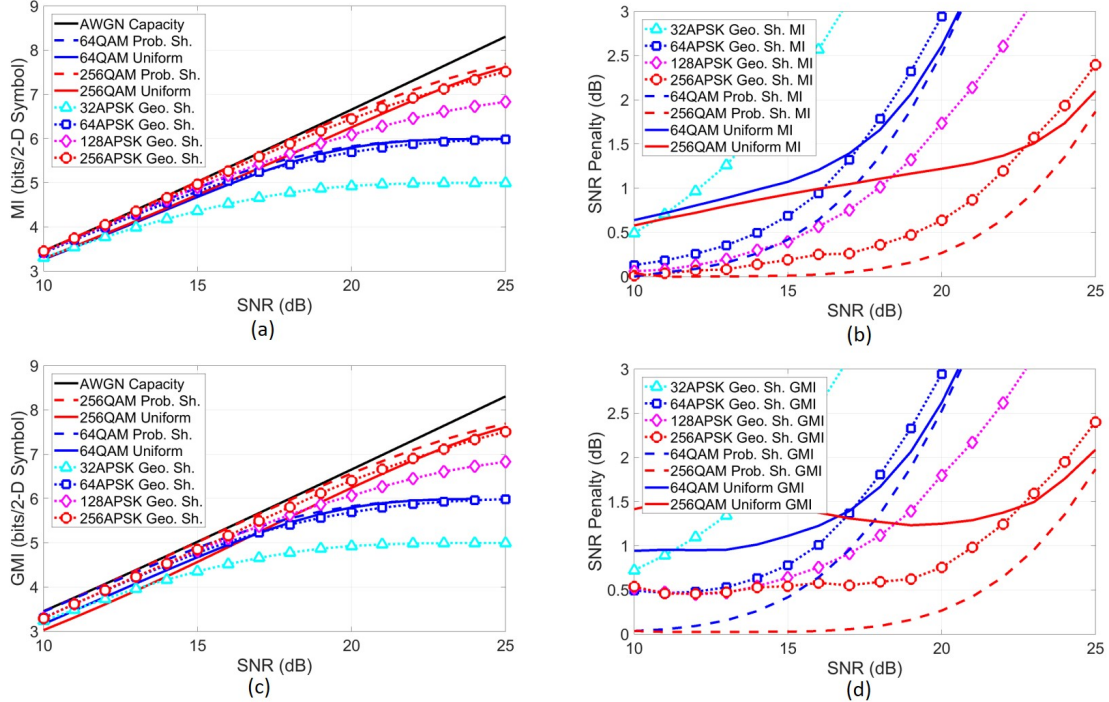 9
8
7
6
5
4
3
MI (bits/2-D Symbol)
AWGN Capacity
64QAM Prob. Sh.
64QAM Uniform
256QAM Prob. Sh.
256QAM Uniform
32APSK Geo. Sh.
64APSK Geo. Sh.
128APSK Geo. Sh.
256APSK Geo. Sh.
10 15 20 25
SNR (dB)
(a)
3
2.5
2
1.5
1
0.5
0
SNR Penalty (dB)
32APSK Geo. Sh. MI
64APSK Geo. Sh. MI
128APSK Geo. Sh. MI
256APSK Geo. Sh. MI
64QAM Prob. Sh. MI
256QAM Prob. Sh. MI
64QAM Uniform MI
256QAM Uniform MI
10 15 20 25
SNR (dB)
(b)
9
8
7
6
5
4
3
GMI (bits/2-D Symbol)
AWGN Capacity
256QAM Prob. Sh.
256QAM Uniform
64QAM Prob. Sh.
64QAM Uniform
32APSK Geo. Sh.
64APSK Geo. Sh.
128APSK Geo. Sh.
256APSK Geo. Sh.
10 15 20 25
SNR (dB)
(c)
3
2.5
2
1.5
1
0.5
0
SNR Penalty (dB)
32APSK Geo. Sh. GMI
64APSK Geo. Sh. GMI
128APSK Geo. Sh. GMI
256APSK Geo. Sh. GMI
64QAM Prob. Sh. GMI
256QAM Prob. Sh. GMI
64QAM Uniform GMI
256QAM Uniform GMI
10 15 20 25
SNR (dB)
(d)